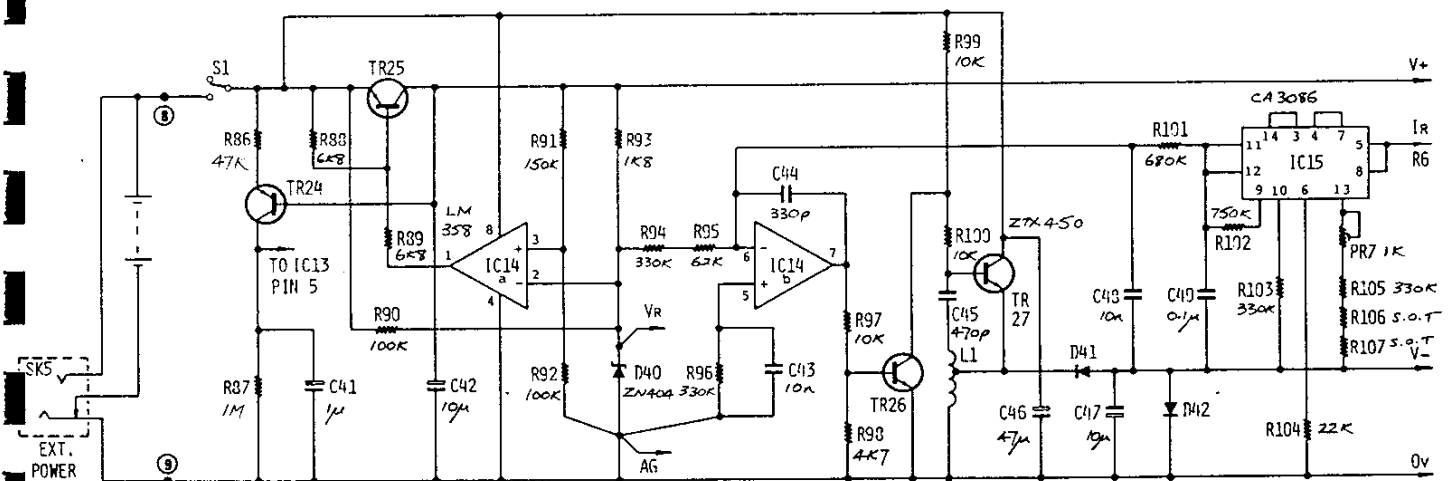 S1
8
SK5
EXT.
POWER
9
R86
47K
TR24
TO IC13
PIN 5
R87
1M
C41
1μ
R88
6K8
TR25
R89
6K8
R90
100K
C42
10μ
LM
358
1
8
4
3
2
+
-
IC14
a
R91
150K
R92
100K
R93
1K8
VR
D40
ZN404
AG
R94
330K
R95
62K
C44
330p
6
5
7
-
+
IC14
b
R96
330K
C43
10n
R97
10K
R98
4K7
TR26
R99
10K
R100
10K
C45
470p
L1
ZTX450
TR
27
C46
47μ
D41
C47
10μ
D42
C48
10n
C49
0.1μ
R101
680K
R102
750K
CA3086
14 3 4 7
11
12
9 10 6 13
5
8
IC15
R103
330K
R104
22K
PR7 1K
R105 330K
R106 S.O.T
R107 S.O.T
V+
IR
R6
V-
0v